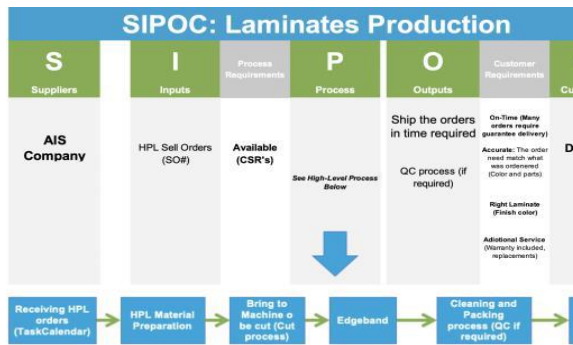 SIPOC: Laminates Production
S
Suppliers
I
Inputs
Process
Requirements
P
Process
O
Outputs
Customer
Requirements
AIS
Company
HPL Sell Orders
(SO#)
Available
(CSR's)
See High-Level Process
Below
Ship the orders
in time required
QC process (if
required)
On-Time (Many
orders require
guarantee delivery)
Accurate: The order
need match what
was ordenered
(Color and parts)
Right Laminate
(Finish color)
Adiotional Service
(Warranty included,
replacements)
Receiving HPL
orders
(TaskCalendar)
HPL Material
Preparation
Bring to
Machine o
be cut (Cut
process)
Edgeband
Cleaning and
Packing
process (QC if
required)